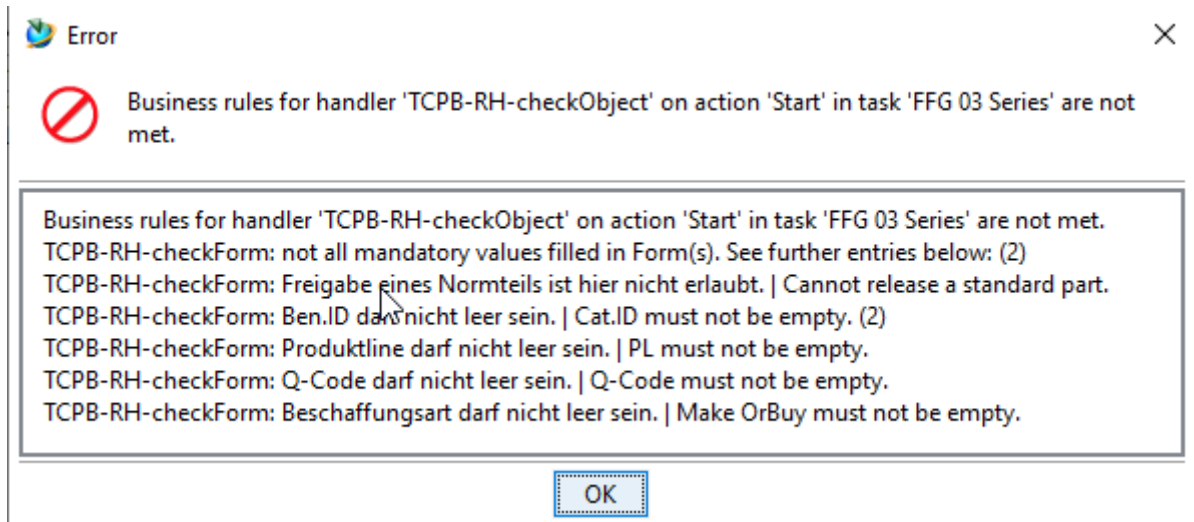 Error
Business rules for handler 'TCPB-RH-checkObject' on action 'Start' in task 'FFG 03 Series' are not
met.
Business rules for handler 'TCPB-RH-checkObject' on action 'Start' in task 'FFG 03 Series' are not met.
TCPB-RH-checkForm: not all mandatory values filled in Form(s). See further entries below: (2)
TCPB-RH-checkForm: Freigabe eines Normteils ist hier nicht erlaubt. | Cannot release a standard part.
TCPB-RH-checkForm: Ben.ID darf nicht leer sein. | Cat.ID must not be empty. (2)
TCPB-RH-checkForm: Produktline darf nicht leer sein. | PL must not be empty.
TCPB-RH-checkForm: Q-Code darf nicht leer sein. | Q-Code must not be empty.
TCPB-RH-checkForm: Beschaffungsart darf nicht leer sein. | Make OrBuy must not be empty.
OK